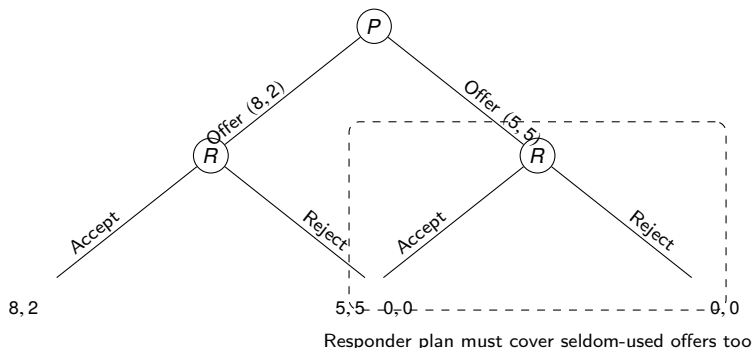 P
Offer (8, 2)
Offer (5, 5)
R
R
Accept
Reject
Accept
Reject
8, 2
5, 5
0, 0
0, 0
Responder plan must cover seldom-used offers too